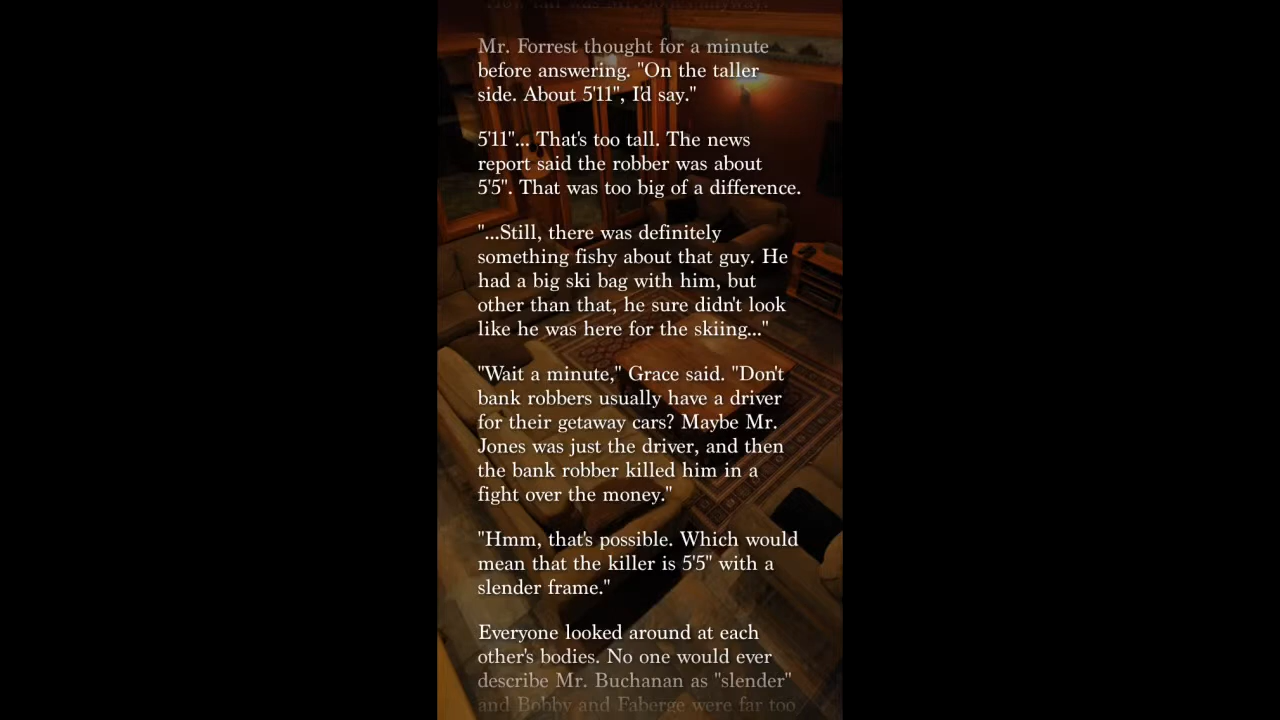 "How tall was Mr. Jones, anyway?"
Mr. Forrest thought for a minute
before answering. "On the taller
side. About 5'11", I'd say."
5'11"... That's too tall. The news
report said the robber was about
5'5". That was too big of a difference.
"...Still, there was definitely
something fishy about that guy. He
had a big ski bag with him, but
other than that, he sure didn't look
like he was here for the skiing..."
"Wait a minute," Grace said. "Don't
bank robbers usually have a driver
for their getaway cars? Maybe Mr.
Jones was just the driver, and then
the bank robber killed him in a
fight over the money."
"Hmm, that's possible. Which would
mean that the killer is 5'5" with a
slender frame."
Everyone looked around at each
other's bodies. No one would ever
describe Mr. Buchanan as "slender"
and Bobby and Faberge were far too